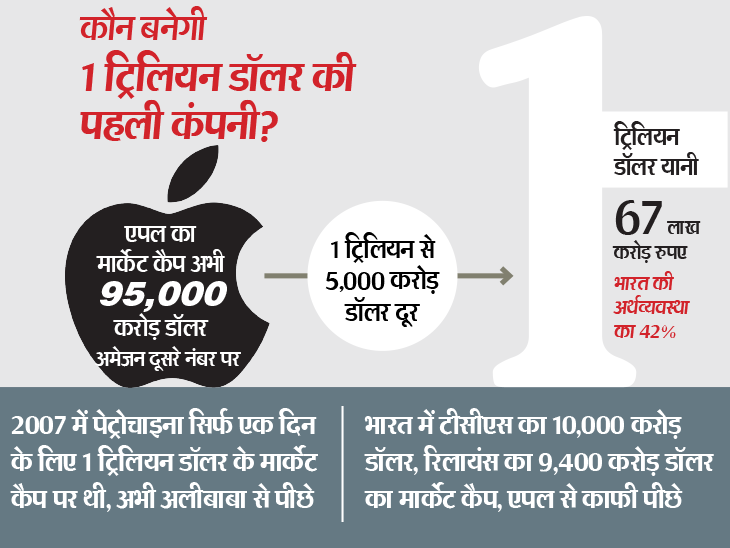 कौन बनेगी
1 ट्रिलियन डॉलर की
पहली कंपनी?
एपल का
मार्केट कैप अभी
95,000
करोड़ डॉलर
अमेजन दूसरे नंबर पर
1 ट्रिलियन से
5,000 करोड़
डॉलर दूर
1
ट्रिलियन
डॉलर यानी
67 लाख
करोड़ रुपए
भारत की
अर्थव्यवस्था
का 42%
2007 में पेट्रोचाइना सिर्फ एक दिन
के लिए 1 ट्रिलियन डॉलर के मार्केट
कैप पर थी, अभी अलीबाबा से पीछे
भारत में टीसीएस का 10,000 करोड़
डॉलर, रिलायंस का 9,400 करोड़ डॉलर
का मार्केट कैप, एपल से काफी पीछे